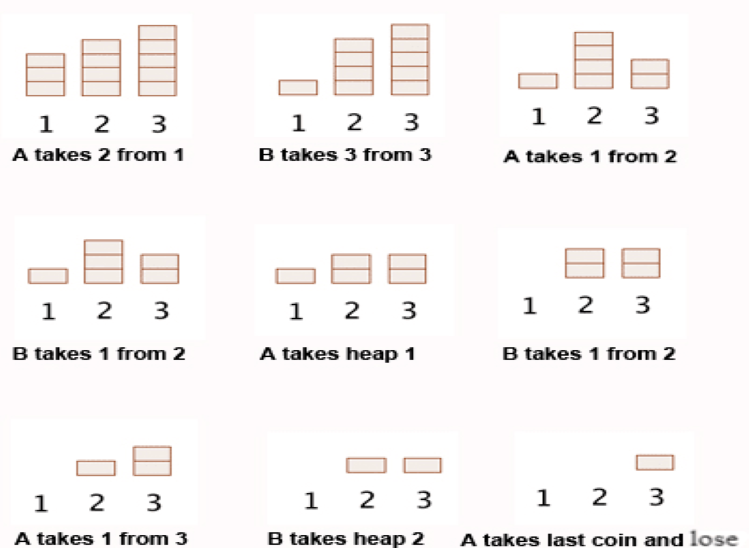 1 2 3
A takes 2 from 1
1 2 3
B takes 3 from 3
1 2 3
A takes 1 from 2
1 2 3
B takes 1 from 2
1 2 3
A takes heap 1
1 2 3
B takes 1 from 2
1 2 3
A takes 1 from 3
1 2 3
B takes heap 2
1 2 3
A takes last coin and lose